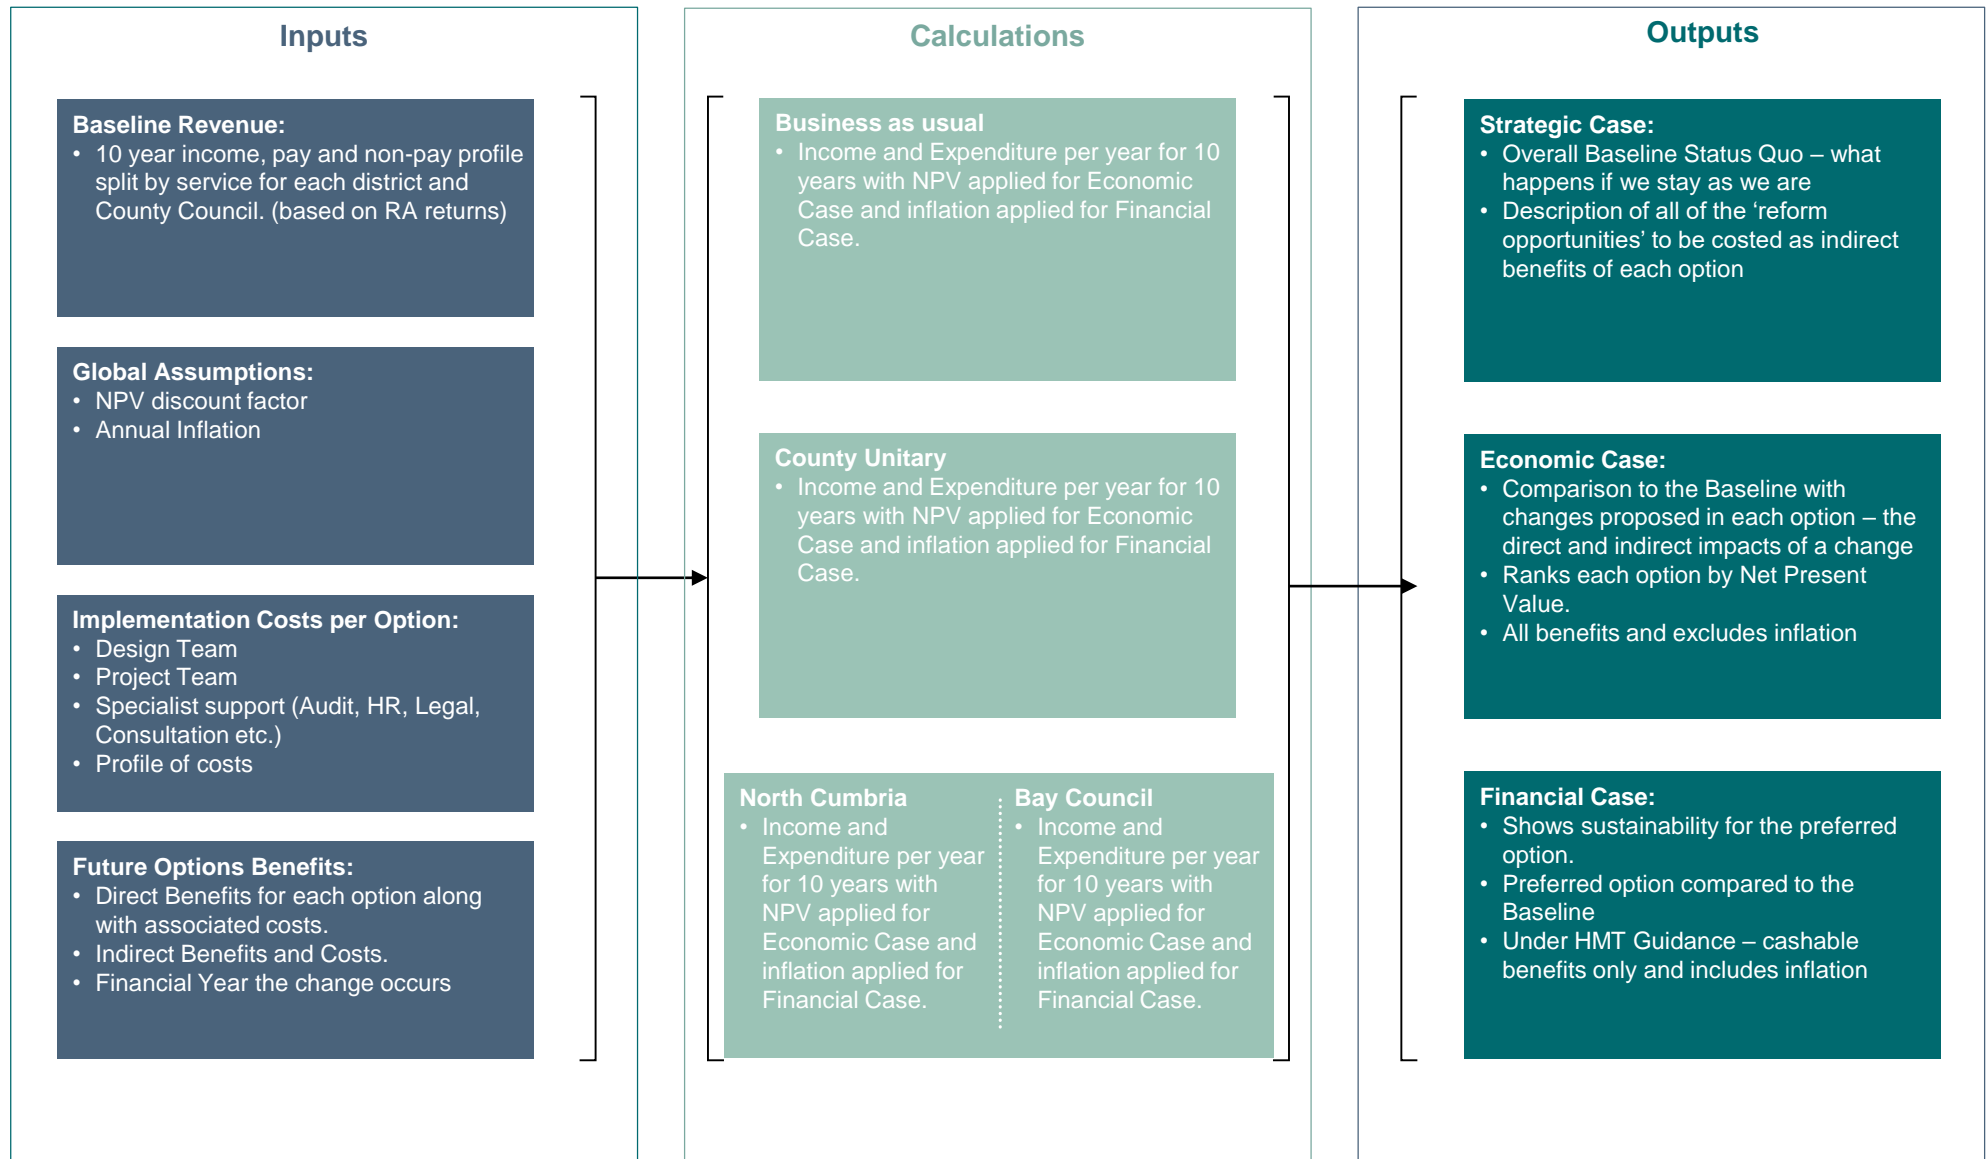 Inputs
Baseline Revenue:
• 10 year income, pay and non-pay profile
split by service for each district and
County Council. (based on RA returns)
Global Assumptions:
• NPV discount factor
• Annual Inflation
Implementation Costs per Option:
• Design Team
• Project Team
• Specialist support (Audit, HR, Legal,
Consultation etc.)
• Profile of costs
Future Options Benefits:
• Direct Benefits for each option along
with associated costs.
• Indirect Benefits and Costs.
• Financial Year the change occurs
Calculations
Business as usual
• Income and Expenditure per year for 10
years with NPV applied for Economic
Case and inflation applied for Financial
Case.
County Unitary
• Income and Expenditure per year for 10
years with NPV applied for Economic
Case and inflation applied for Financial
Case.
North Cumbria
• Income and
Expenditure per year
for 10 years with
NPV applied for
Economic Case and
inflation applied for
Financial Case.
Bay Council
• Income and
Expenditure per year
for 10 years with
NPV applied for
Economic Case and
inflation applied for
Financial Case.
Outputs
Strategic Case:
• Overall Baseline Status Quo – what
happens if we stay as we are
• Description of all of the ‘reform
opportunities’ to be costed as indirect
benefits of each option
Economic Case:
• Comparison to the Baseline with
changes proposed in each option – the
direct and indirect impacts of a change
• Ranks each option by Net Present
Value.
• All benefits and excludes inflation
Financial Case:
• Shows sustainability for the preferred
option.
• Preferred option compared to the
Baseline
• Under HMT Guidance – cashable
benefits only and includes inflation